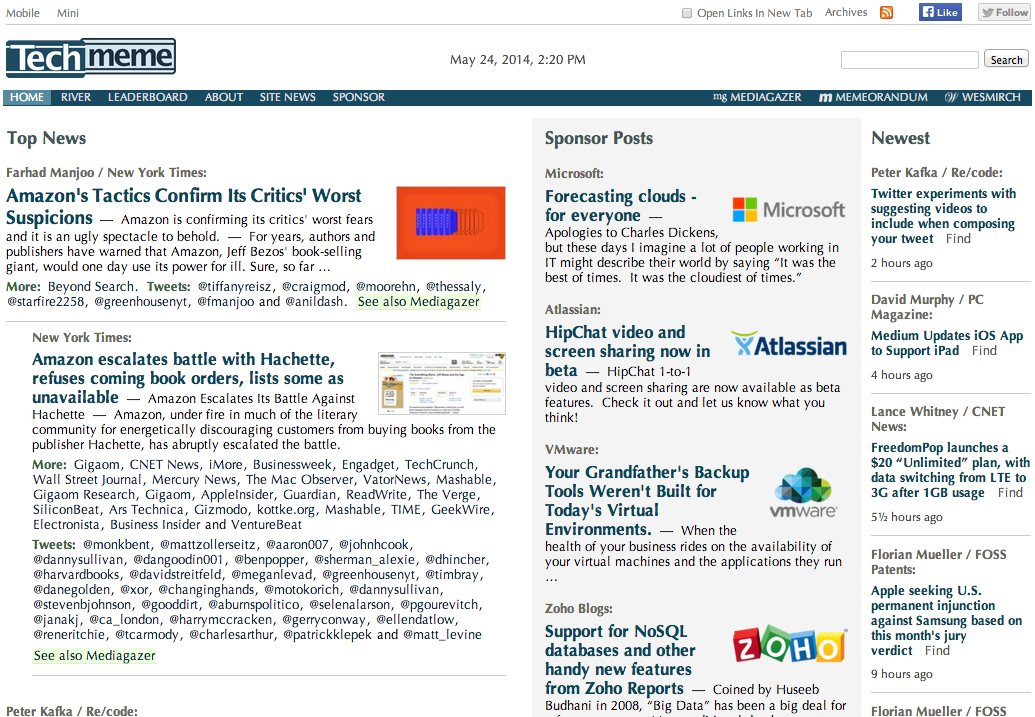 Mobile Mini
Open Links In New Tab Archives Like Follow
Techmeme
May 24, 2014, 2:20 PM
Search
HOME RIVER LEADERBOARD ABOUT SITE NEWS SPONSOR
mg MEDIAGAZER m MEMEORANDUM W WESMIRCH
Top News
Farhad Manjoo / New York Times:
Amazon's Tactics Confirm Its Critics' Worst
Suspicions — Amazon is confirming its critics' worst fears
and it is an ugly spectacle to behold. — For years, authors and
publishers have warned that Amazon, Jeff Bezos' book-selling
giant, would one day use its power for ill. Sure, so far …
More: Beyond Search. Tweets: @tiffanyreisz, @craigmod, @moorehn, @thessaly,
@starfire2258, @greenhousenyt, @fmanjoo and @anildash. See also Mediagazer
New York Times:
Amazon escalates battle with Hachette,
refuses coming book orders, lists some as
unavailable — Amazon Escalates Its Battle Against
Hachette — Amazon, under fire in much of the literary
community for energetically discouraging customers from buying books from the
publisher Hachette, has abruptly escalated the battle.
More: Gigaom, CNET News, iMore, Businessweek, Engadget, TechCrunch,
Wall Street Journal, Mercury News, The Mac Observer, VatorNews, Mashable,
Gigaom Research, Gigaom, AppleInsider, Guardian, ReadWrite, The Verge,
SiliconBeat, Ars Technica, Gizmodo, kottke.org, Mashable, TIME, GeekWire,
Electronista, Business Insider and VentureBeat
Tweets: @monkbent, @mattzollerseitz, @aaron007, @johnhcook,
@dannysullivan, @dangoodin001, @benpopper, @sherman_alexie, @dhincher,
@harvardbooks, @davidstreitfeld, @meganlevad, @greenhousenyt, @timbray,
@danegolden, @xor, @changinghands, @motokorich, @dannysullivan,
@stevenbjohnson, @gooddirt, @aburnspolitico, @selenalarson, @pgourevitch,
@janakj, @ca_london, @harrymccracken, @gerryconway, @ellendatlow,
@reneritchie, @tcarmody, @charlesarthur, @patrickklepek and @matt_levine
See also Mediagazer
Peter Kafka / Re/code:
Sponsor Posts
Microsoft:
Forecasting clouds -
for everyone —
Microsoft
Apologies to Charles Dickens,
but these days I imagine a lot of people working in
IT might describe their world by saying “It was the
best of times. It was the cloudiest of times.”
Atlassian:
HipChat video and
screen sharing now in
beta — HipChat 1-to-1
Atlassian
video and screen sharing are now available as beta
features. Check it out and let us know what you
think!
VMware:
Your Grandfather's Backup
Tools Weren't Built for
Today's Virtual
Environments. — When the
vmware
health of your business rides on the availability of
your virtual machines and the applications they run
…
Zoho Blogs:
Support for NoSQL
databases and other
handy new features
from Zoho Reports — Coined by Huseeb
ZOHO
Budhani in 2008, “Big Data” has been a big deal for
Newest
Peter Kafka / Re/code:
Twitter experiments with
suggesting videos to
include when composing
your tweet Find
2 hours ago
David Murphy / PC
Magazine:
Medium Updates iOS App
to Support iPad Find
4 hours ago
Lance Whitney / CNET
News:
FreedomPop launches a
$20 “Unlimited” plan, with
data switching from LTE to
3G after 1GB usage Find
5½ hours ago
Florian Mueller / FOSS
Patents:
Apple seeking U.S.
permanent injunction
against Samsung based on
this month's jury
verdict Find
9 hours ago
Florian Mueller / FOSS